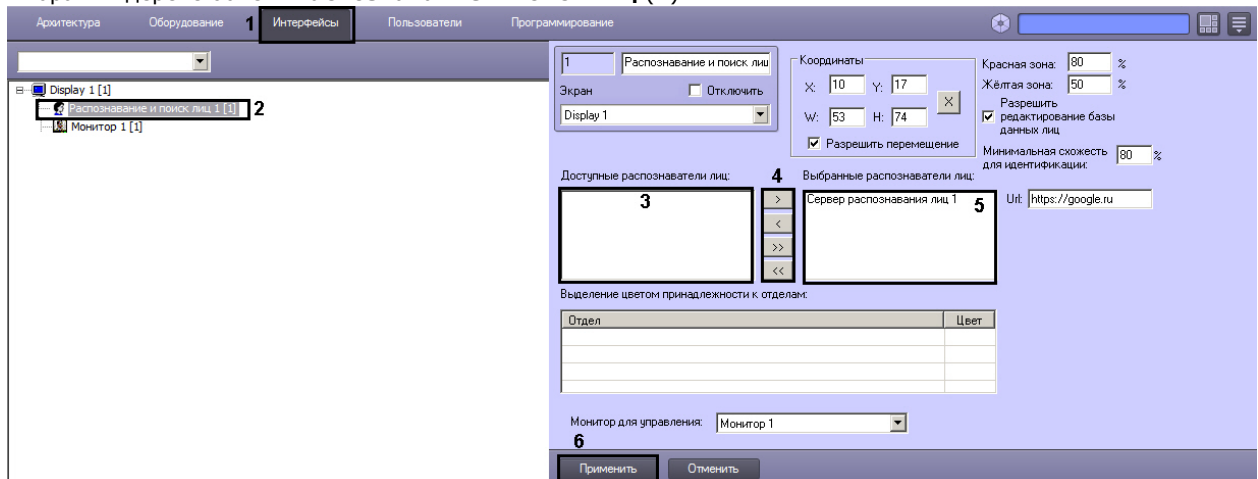 Архитектура Оборудование 1 Интерфейсы Пользователи Программирование
Display 1 [1]
Распознавание и поиск лиц 1 [1] 2
Монитор 1 [1]
1 Распознавание и поиск лиц
Экран Отключить
Display 1
Координаты
X: 10 Y: 17
X
W: 53 H: 74
Разрешить перемещение
Красная зона: 80 %
Жёлтая зона: 50 %
Разрешить
редактирование базы
данных лиц
Минимальная схожесть
для идентификации: 80 %
Доступные распознаватели лиц: 4 Выбранные распознаватели лиц:
3
>
<
>>
<<
Сервер распознавания лиц 1 5
Url: https://google.ru
Выделение цветом принадлежности к отделам:
Отдел Цвет
Монитор для управления: Монитор 1
6
Применить Отменить